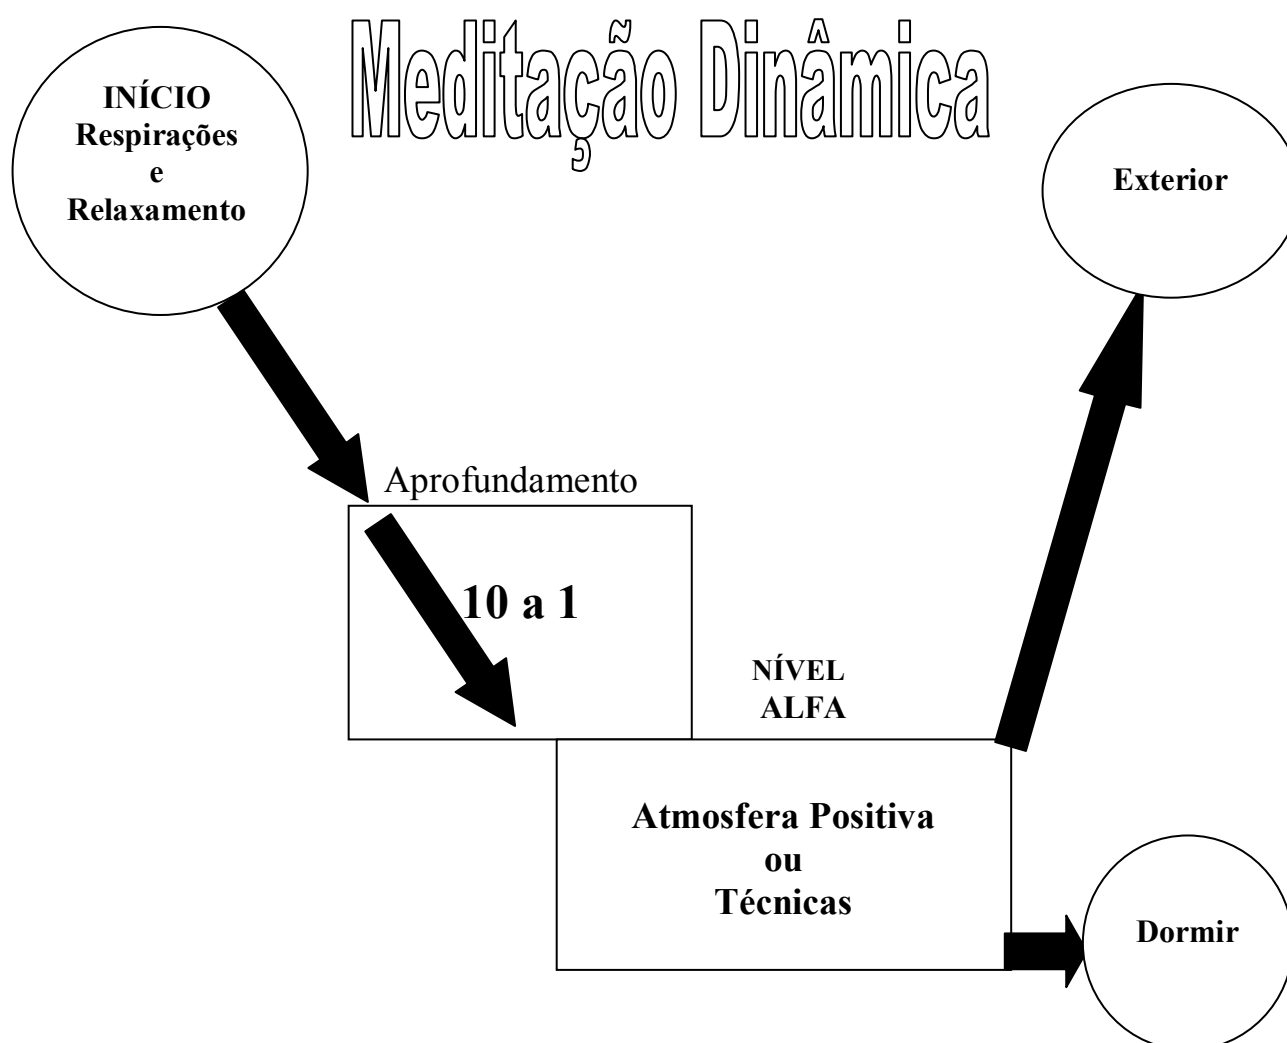 Meditação Dinâmica
INÍCIO
Respirações
e
Relaxamento
Exterior
Aprofundamento
10 a 1
NÍVEL
ALFA
Atmosfera Positiva
ou
Técnicas
Dormir